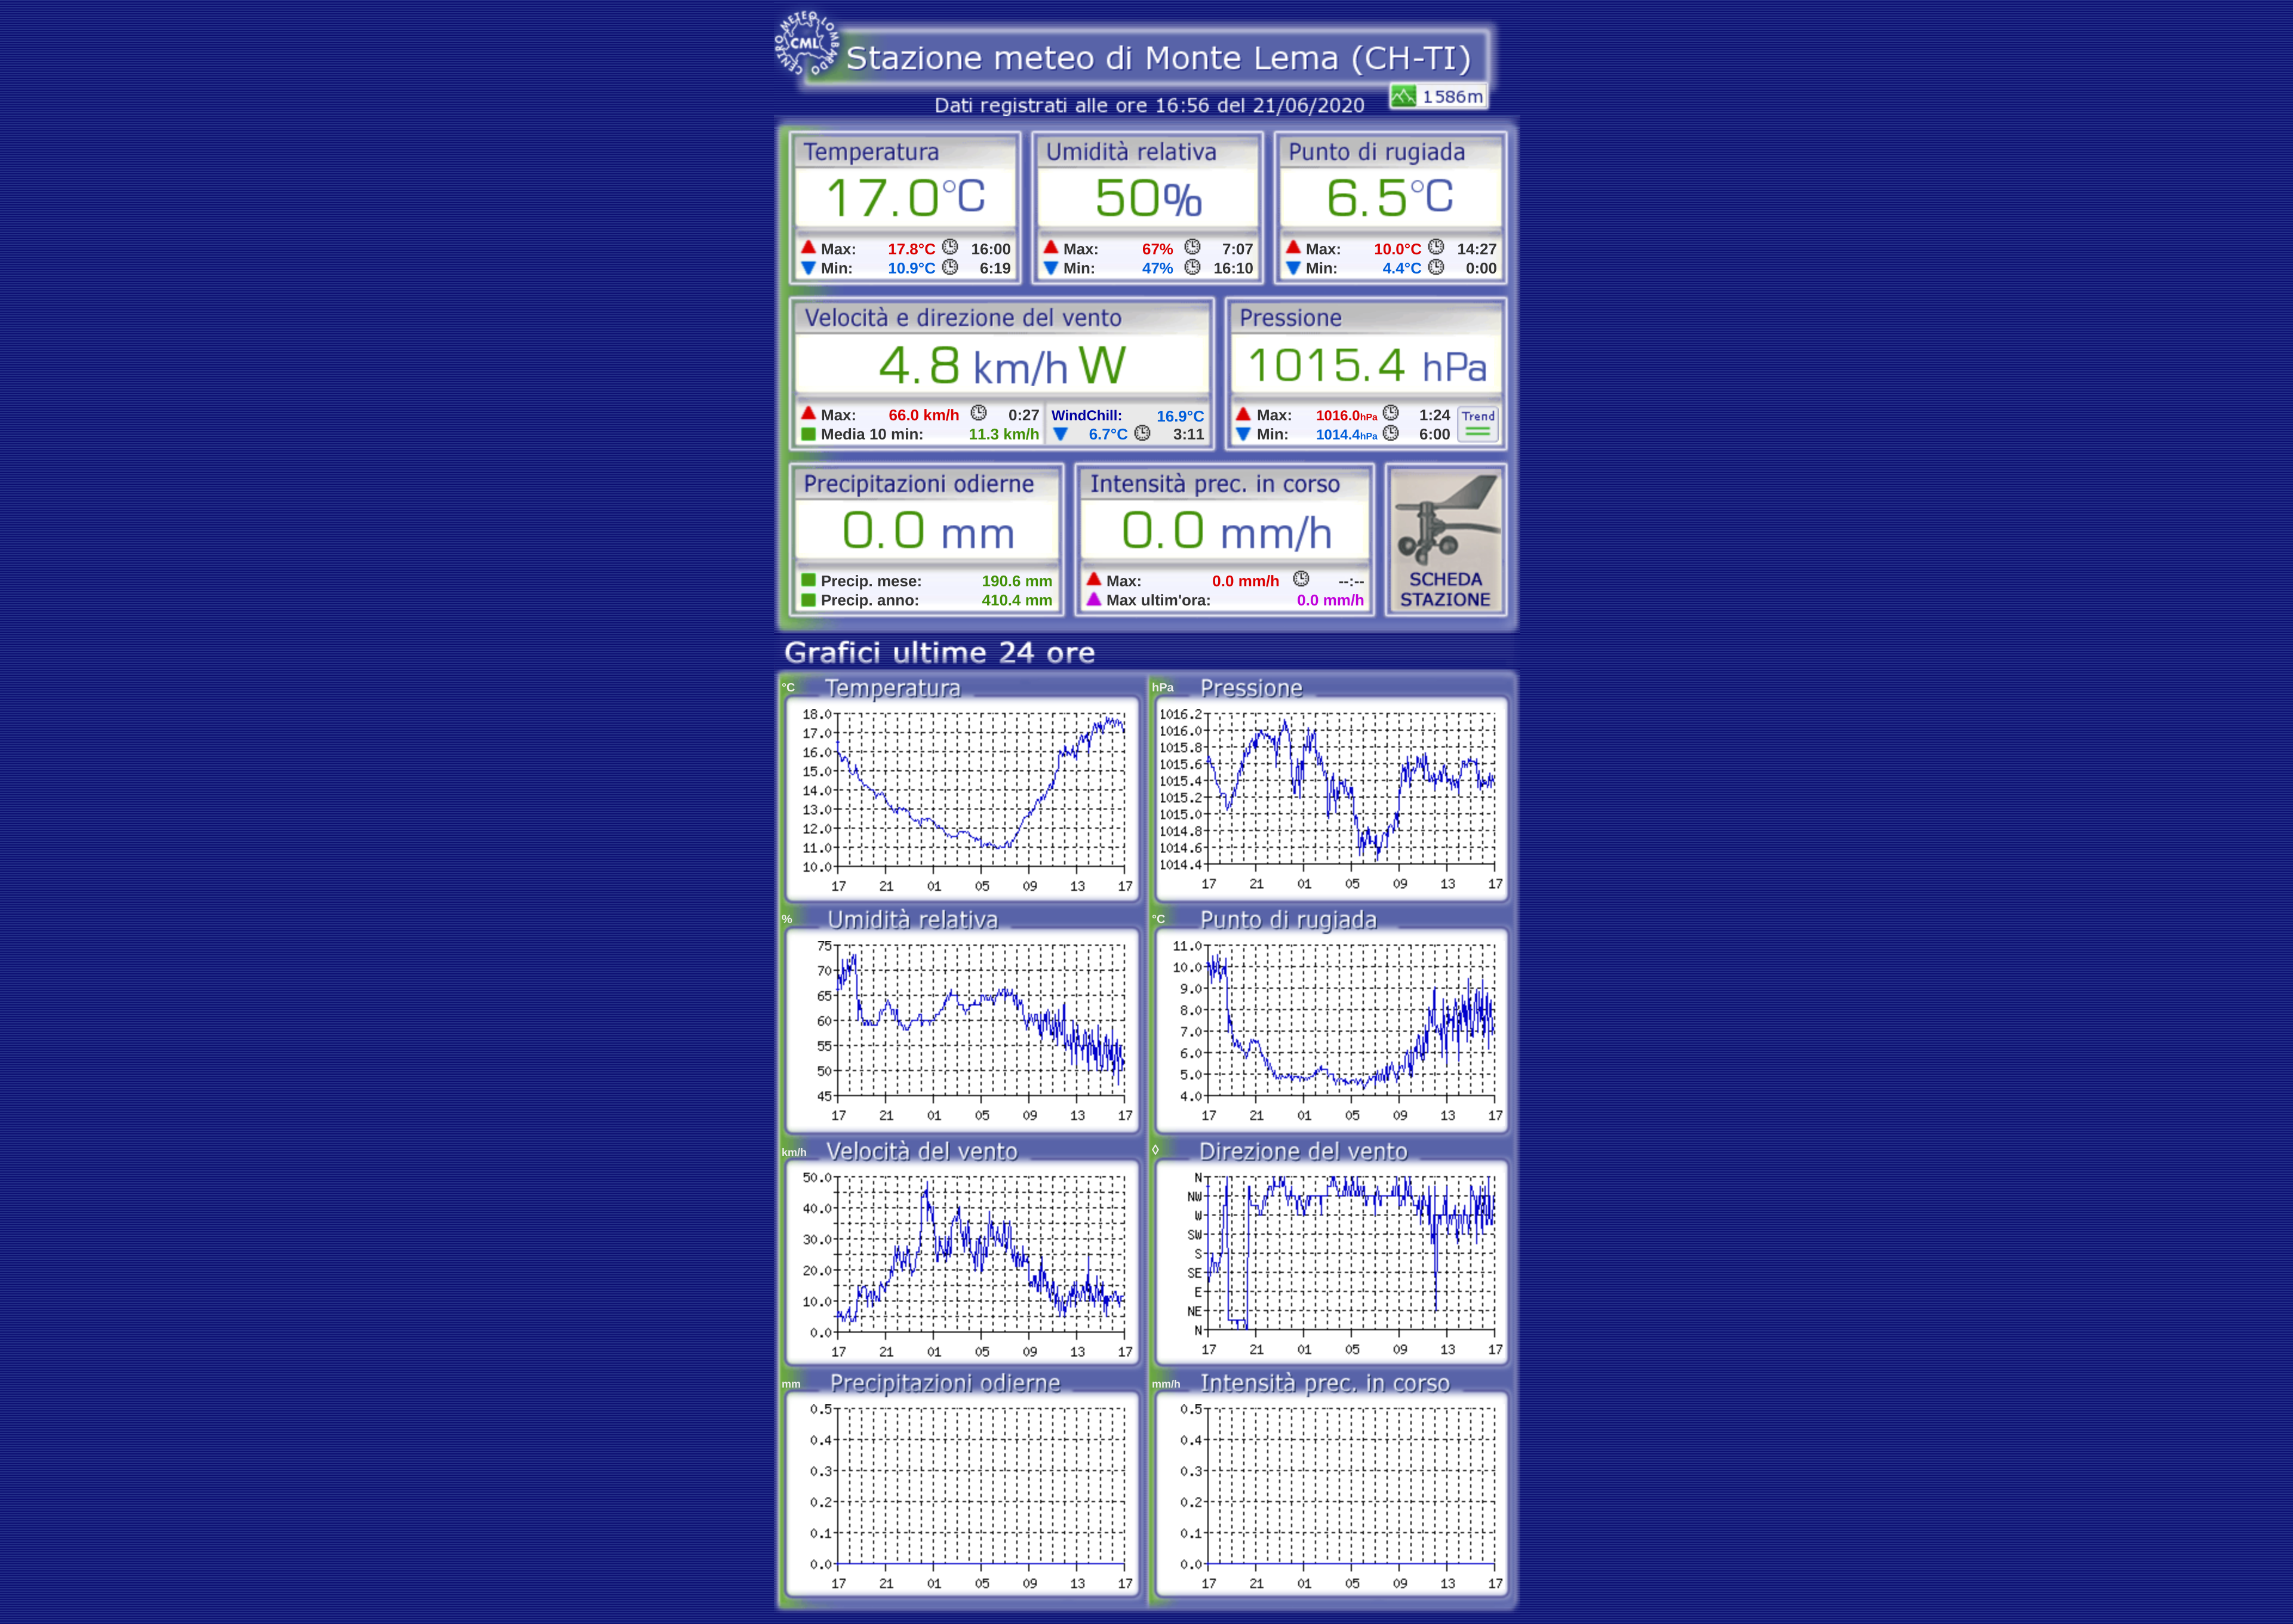 CENTRO METEO LOMBARDO
CML
Stazione meteo di Monte Lema (CH-TI)
Dati registrati alle ore 16:56 del 21/06/2020
1586m
Temperatura
17.0°C
Max: 17.8°C 16:00
Min: 10.9°C 6:19
Umidità relativa
50%
Max: 67% 7:07
Min: 47% 16:10
Punto di rugiada
6.5°C
Max: 10.0°C 14:27
Min: 4.4°C 0:00
Velocità e direzione del vento
4.8 km/h W
Max: 66.0 km/h 0:27
Media 10 min: 11.3 km/h
WindChill: 16.9°C
6.7°C 3:11
Pressione
1015.4 hPa
Max: 1016.0hPa 1:24
Min: 1014.4hPa 6:00
Trend
Precipitazioni odierne
0.0 mm
Precip. mese: 190.6 mm
Precip. anno: 410.4 mm
Intensità prec. in corso
0.0 mm/h
Max: 0.0 mm/h --:--
Max ultim'ora: 0.0 mm/h
SCHEDA
STAZIONE
Grafici ultime 24 ore
°C Temperatura
18.0
17.0
16.0
15.0
14.0
13.0
12.0
11.0
10.0
17 21 01 05 09 13 17
hPa Pressione
1016.2
1016.0
1015.8
1015.6
1015.4
1015.2
1015.0
1014.8
1014.6
1014.4
17 21 01 05 09 13 17
% Umidità relativa
75
70
65
60
55
50
45
17 21 01 05 09 13 17
°C Punto di rugiada
11.0
10.0
9.0
8.0
7.0
6.0
5.0
4.0
17 21 01 05 09 13 17
km/h Velocità del vento
50.0
40.0
30.0
20.0
10.0
0.0
17 21 01 05 09 13 17
◊ Direzione del vento
N
NW
W
SW
S
SE
E
NE
N
17 21 01 05 09 13 17
mm Precipitazioni odierne
0.5
0.4
0.3
0.2
0.1
0.0
17 21 01 05 09 13 17
mm/h Intensità prec. in corso
0.5
0.4
0.3
0.2
0.1
0.0
17 21 01 05 09 13 17